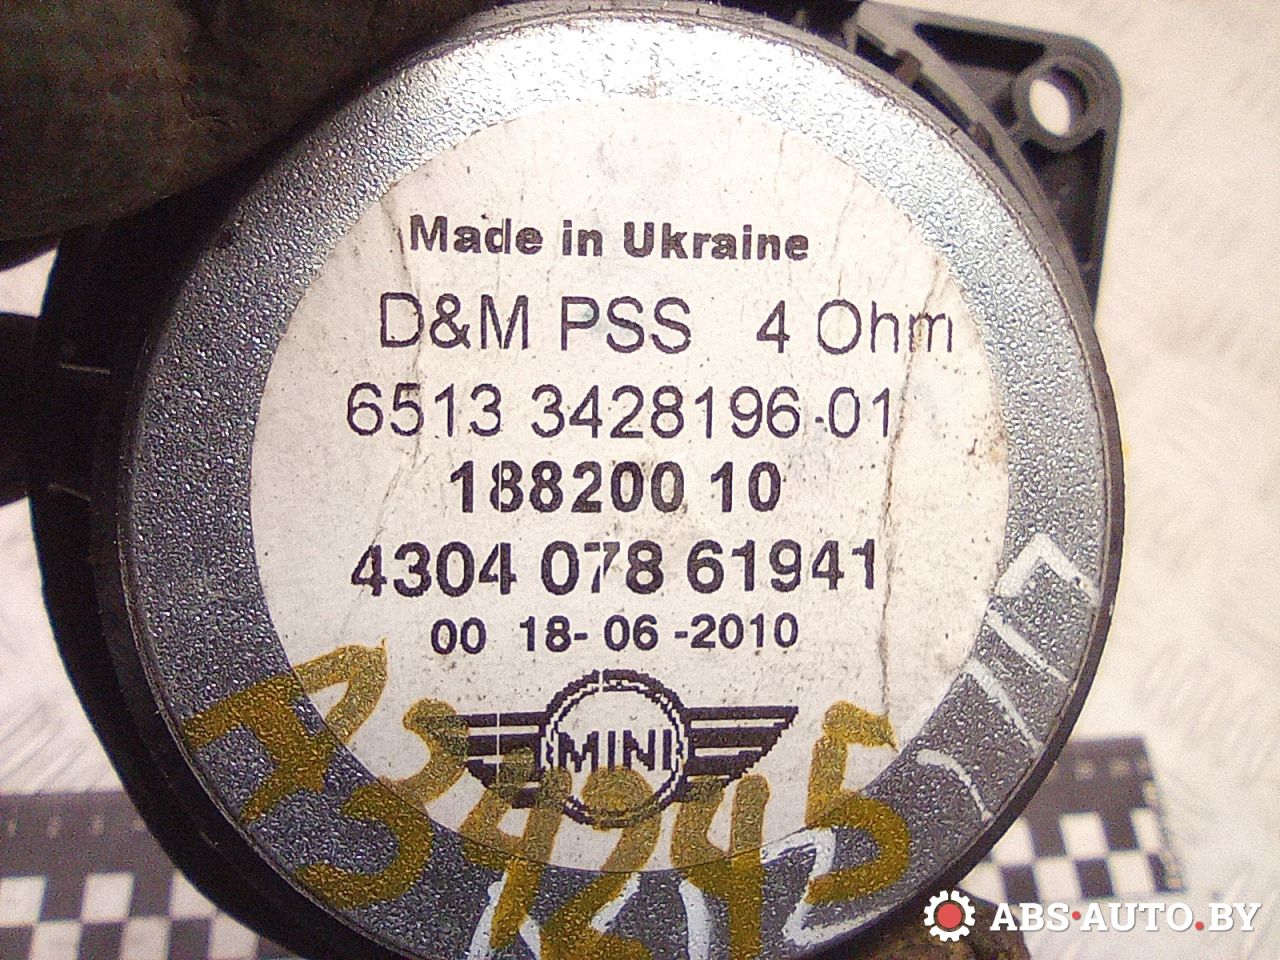 Made in Ukraine
D&M PSS 4 Ohm
6513 3428196-01
188200 10
4304 078 61941
00 18-06-2010
MINI
A34245
ABS-AUTO.BY